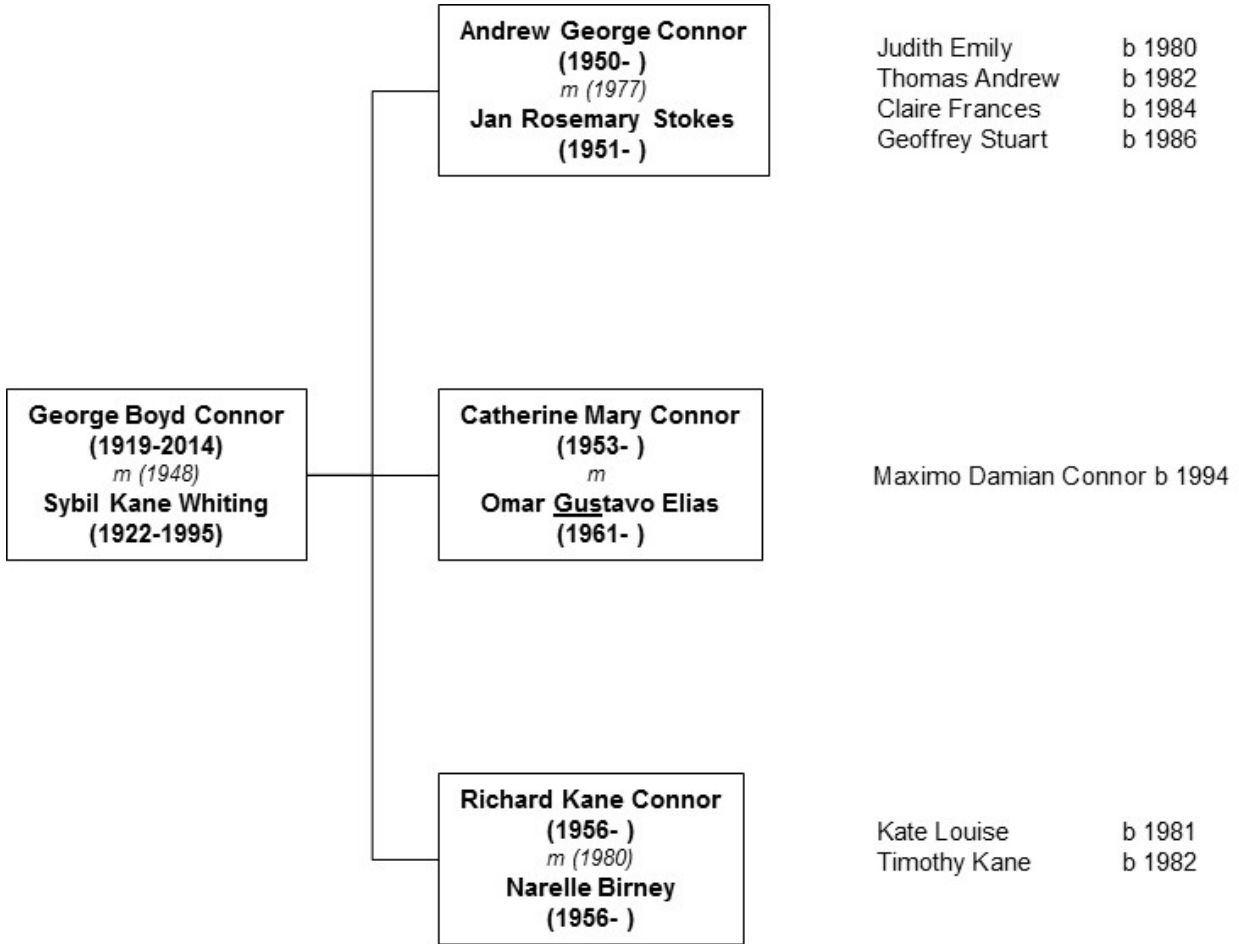 Andrew George Connor
(1950- )
m (1977)
Jan Rosemary Stokes
(1951- )
Judith Emily b 1980
Thomas Andrew b 1982
Claire Frances b 1984
Geoffrey Stuart b 1986
George Boyd Connor
(1919-2014)
m (1948)
Sybil Kane Whiting
(1922-1995)
Catherine Mary Connor
(1953- )
m
Omar Gustavo Elias
(1961- )
Maximo Damian Connor b 1994
Richard Kane Connor
(1956- )
m (1980)
Narelle Birney
(1956- )
Kate Louise b 1981
Timothy Kane b 1982